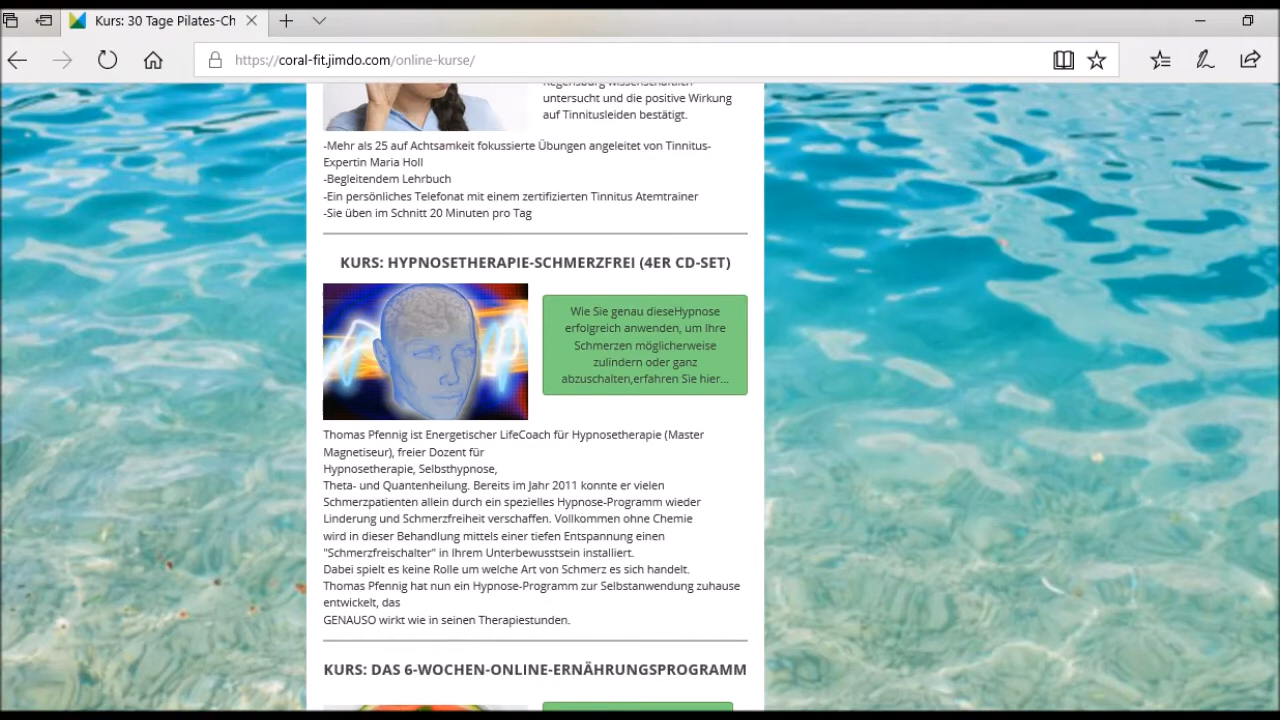 Kurs: 30 Tage Pilates-Ch
https://coral-fit.jimdo.com/online-kurse/
Regensburg wissenschaftlich
untersucht und die positive Wirkung
auf Tinnitusleiden bestätigt.
-Mehr als 25 auf Achtsamkeit fokussierte Übungen angeleitet von Tinnitus-
Expertin Maria Holl
-Begleitendem Lehrbuch
-Ein persönliches Telefonat mit einem zertifizierten Tinnitus Atemtrainer
-Sie üben im Schnitt 20 Minuten pro Tag
KURS: HYPNOSETHERAPIE-SCHMERZFREI (4ER CD-SET)
Wie Sie genau dieseHypnose
erfolgreich anwenden, um Ihre
Schmerzen möglicherweise
zulindern oder ganz
abzuschalten,erfahren Sie hier...
Thomas Pfennig ist Energetischer LifeCoach für Hypnosetherapie (Master
Magnetiseur), freier Dozent für
Hypnosetherapie, Selbsthypnose,
Theta- und Quantenheilung. Bereits im Jahr 2011 konnte er vielen
Schmerzpatienten allein durch ein spezielles Hypnose-Programm wieder
Linderung und Schmerzfreiheit verschaffen. Vollkommen ohne Chemie
wird in dieser Behandlung mittels einer tiefen Entspannung einen
"Schmerzfreischalter" in Ihrem Unterbewusstsein installiert.
Dabei spielt es keine Rolle um welche Art von Schmerz es sich handelt.
Thomas Pfennig hat nun ein Hypnose-Programm zur Selbstanwendung zuhause
entwickelt, das
GENAUSO wirkt wie in seinen Therapiestunden.
KURS: DAS 6-WOCHEN-ONLINE-ERNÄHRUNGSPROGRAMM